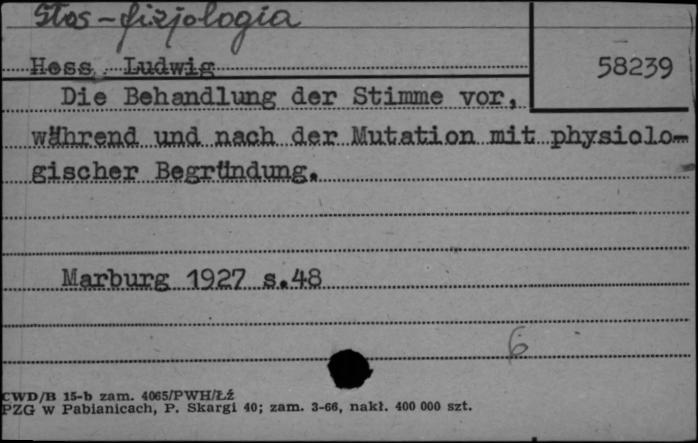 Głos - fizjologia
Hess, Ludwig
58239
Die Behandlung der Stimme vor,
während und nach der Mutation mit physiolo-
gischer Begründung.
Marburg 1927 s.48
6
CWD/B 15-b zam. 4065/PWH/Łź
PZG w Pabianicach, P. Skargi 40; zam. 3-66, nakł. 400 000 szt.